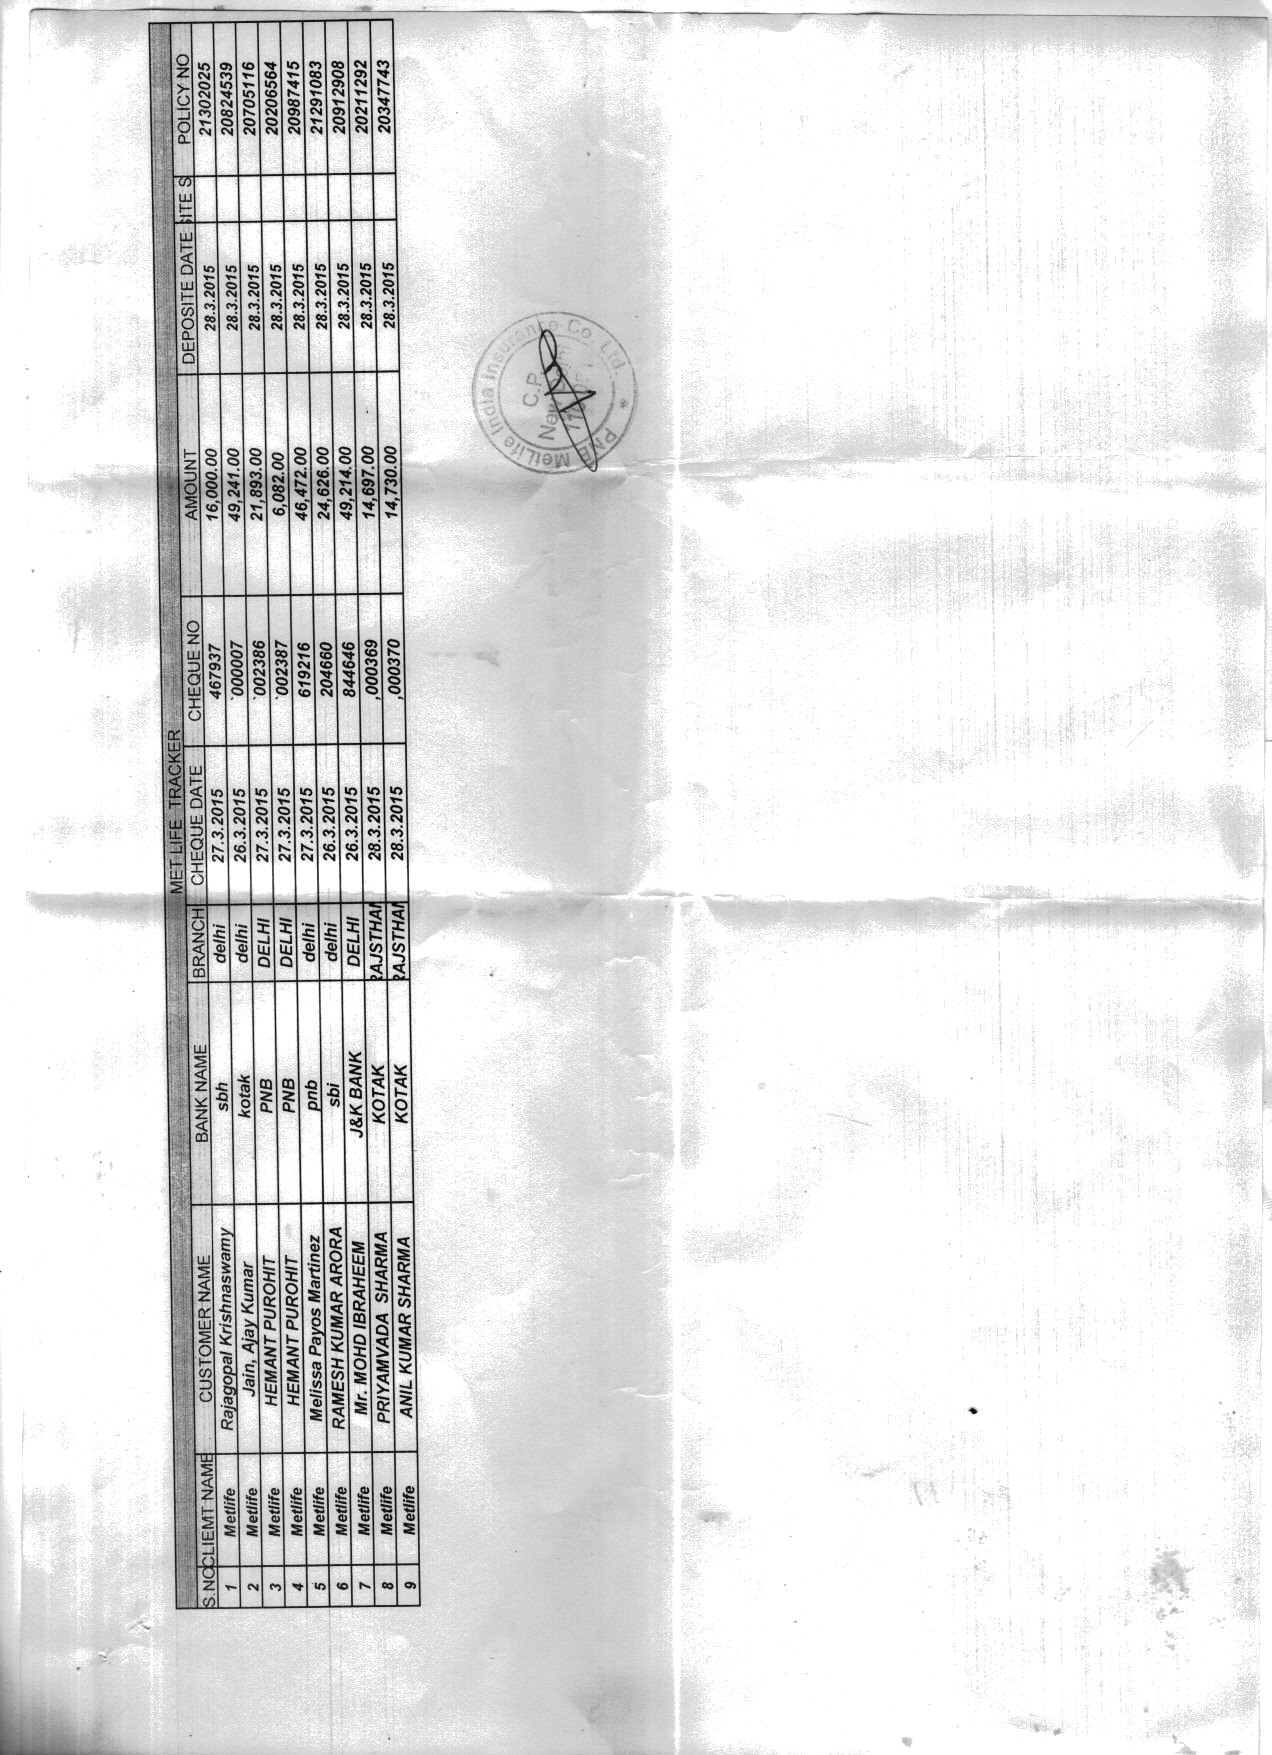 MET LIFE TRACKER
S.NO CLIEMT NAME CUSTOMER NAME BANK NAME BRANCH CHEQUE DATE CHEQUE NO AMOUNT DEPOSITE DATE SITE S POLICY NO
1 Metlife Rajagopal Krishnaswamy sbh delhi 27.3.2015 467937 16,000.00 28.3.2015 21302025
2 Metlife Jain, Ajay Kumar kotak delhi 26.3.2015 `000007 49,241.00 28.3.2015 20824539
3 Metlife HEMANT PUROHIT PNB DELHI 27.3.2015 `002386 21,893.00 28.3.2015 20705116
4 Metlife HEMANT PUROHIT PNB DELHI 27.3.2015 `002387 6,082.00 28.3.2015 20206564
5 Metlife Melissa Payos Martinez pnb delhi 27.3.2015 619216 46,472.00 28.3.2015 20987415
6 Metlife RAMESH KUMAR ARORA sbi delhi 26.3.2015 204660 24,626.00 28.3.2015 21291083
7 Metlife Mr. MOHD IBRAHEEM J&K BANK DELHI 26.3.2015 844646 49,214.00 28.3.2015 20912908
8 Metlife PRIYAMVADA SHARMA KOTAK RAJSTHAN 28.3.2015 ,000369 14,697.00 28.3.2015 20211292
9 Metlife ANIL KUMAR SHARMA KOTAK RAJSTHAN 28.3.2015 ,000370 14,730.00 28.3.2015 20347743
PNB MetLife India Insurance Co. Ltd.
C.P.
New